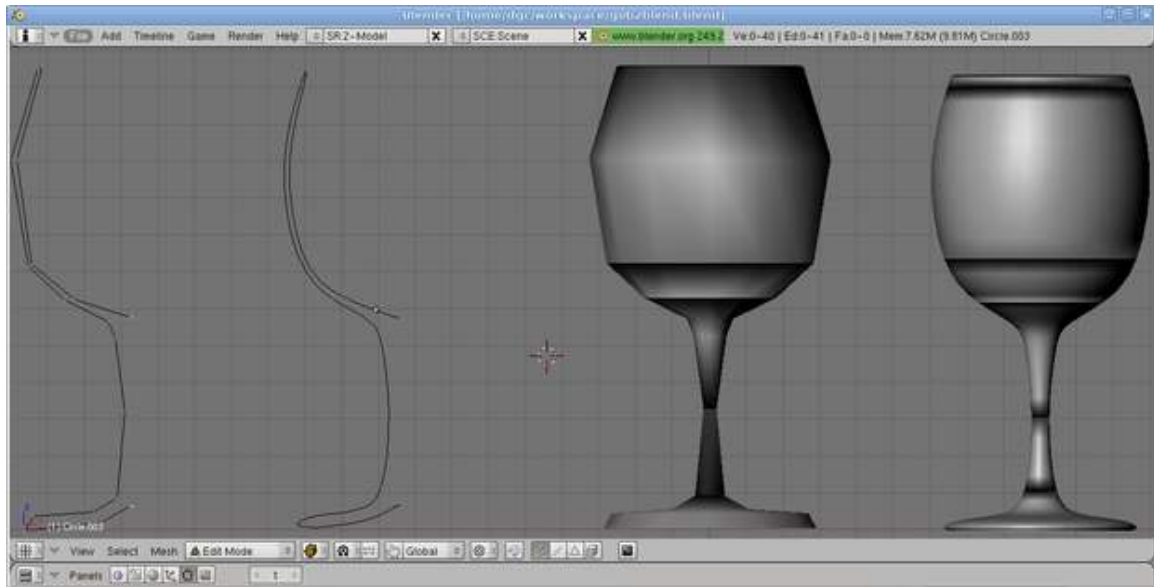 Blender [/home/dgc/workspace/goba/blend.blend]
File Add Timeline Game Render Help SR:2-Model X SCE:Scene X www.blender.org 249.2 Ve:0-40 | Ed:0-41 | Fa:0-0 | Mem:7.62M (9.81M) Circle.003
(1) Circle.003
View Select Mesh Edit Mode Global
Panels 1